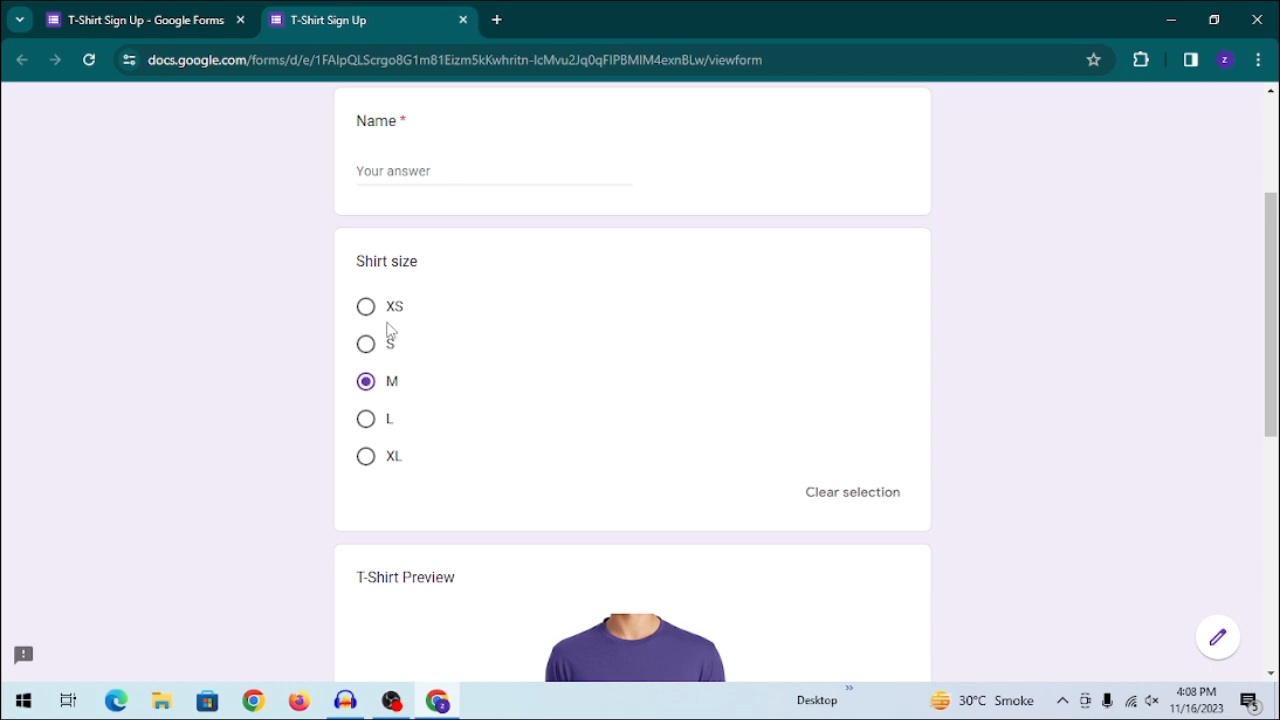 T-Shirt Sign Up - Google Forms
T-Shirt Sign Up
docs.google.com/forms/d/e/1FAIpQLScrgo8G1m81Eizm5kKwhritn-IcMvu2Jq0qFIPBMIM4exnBLw/viewform
z
Name *
Your answer
Shirt size
XS
S
M
L
XL
Clear selection
T-Shirt Preview
Desktop
30°C Smoke
4:08 PM
11/16/2023
5